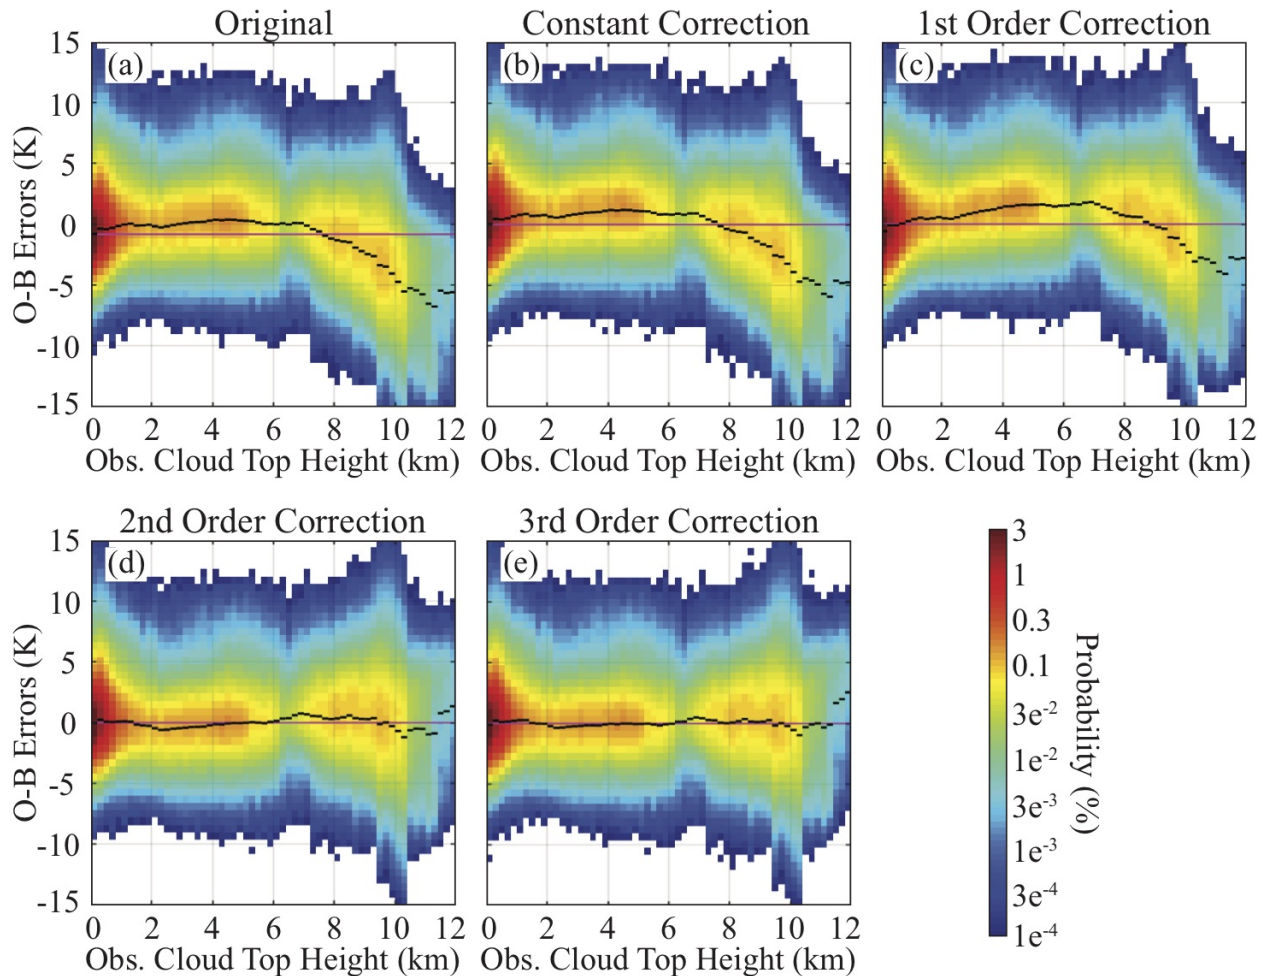 Original
Constant Correction
1st Order Correction
(a)
(b)
(c)
15
10
5
0
-5
-10
-15
O-B Errors (K)
0 2 4 6 8 10 12
0 2 4 6 8 10 12
0 2 4 6 8 10 12
Obs. Cloud Top Height (km)
Obs. Cloud Top Height (km)
Obs. Cloud Top Height (km)
2nd Order Correction
3rd Order Correction
(d)
(e)
15
10
5
0
-5
-10
-15
O-B Errors (K)
0 2 4 6 8 10 12
0 2 4 6 8 10 12
Obs. Cloud Top Height (km)
Obs. Cloud Top Height (km)
3
1
0.3
0.1
3e-2
1e-2
3e-3
1e-3
3e-4
1e-4
Probability (%)